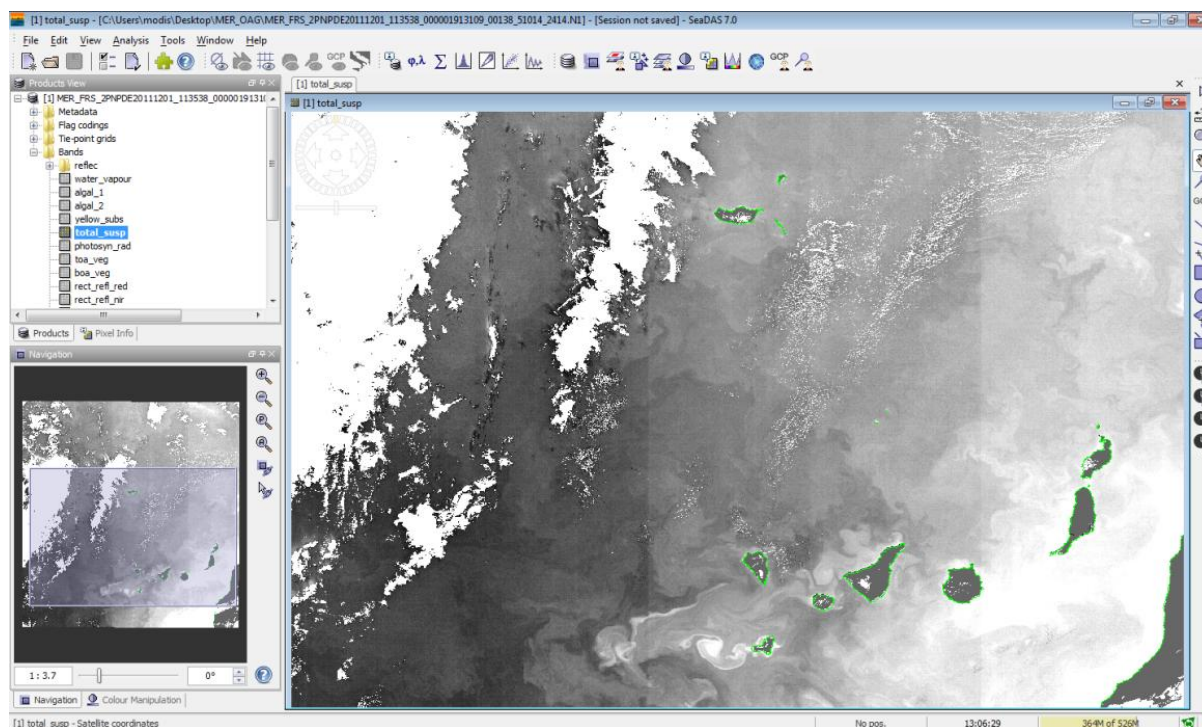 [1] total_susp - [C:\Users\modis\Desktop\MER_OAG\MER_FRS_2PNPDE20111201_113538_000001913109_00138_51014_2414.N1] - [Session not saved] - SeaDAS 7.0
File Edit View Analysis Tools Window Help
GCP φ,λ Σ GCP
Products View
[1] total_susp
[1] MER_FRS_2PNPDE20111201_113538_0000019131
[1] total_susp
Metadata
Flag codings
Tie-point grids
Bands
reflec
water_vapour
algal_1
algal_2
yellow_subs
total_susp
photosyn_rad
toa_veg
boa_veg
rect_refl_red
rect_refl_nir
Products Pixel Info
Navigation
1 : 3.7
0°
Navigation Colour Manipulation
[1] total_susp - Satellite coordinates No pos. 13:06:29 364M of 526M